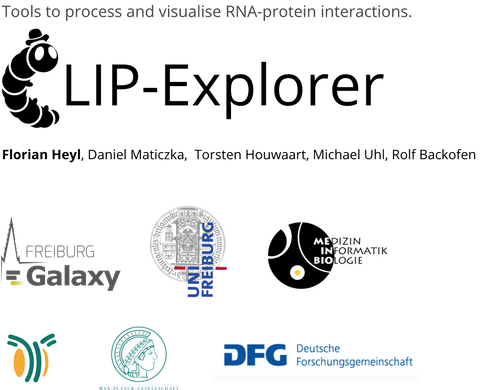 Tools to process and visualise RNA-protein interactions.
LIP-Explorer
Florian Heyl, Daniel Maticzka, Torsten Houwaart, Michael Uhl, Rolf Backofen
FREIBURG
Galaxy
UNI
FREIBURG
MEDIZIN
INFORMATIK
BIOLOGIE
MAX-PLANCK-GESELLSCHAFT
DFG Deutsche
Forschungsgemeinschaft